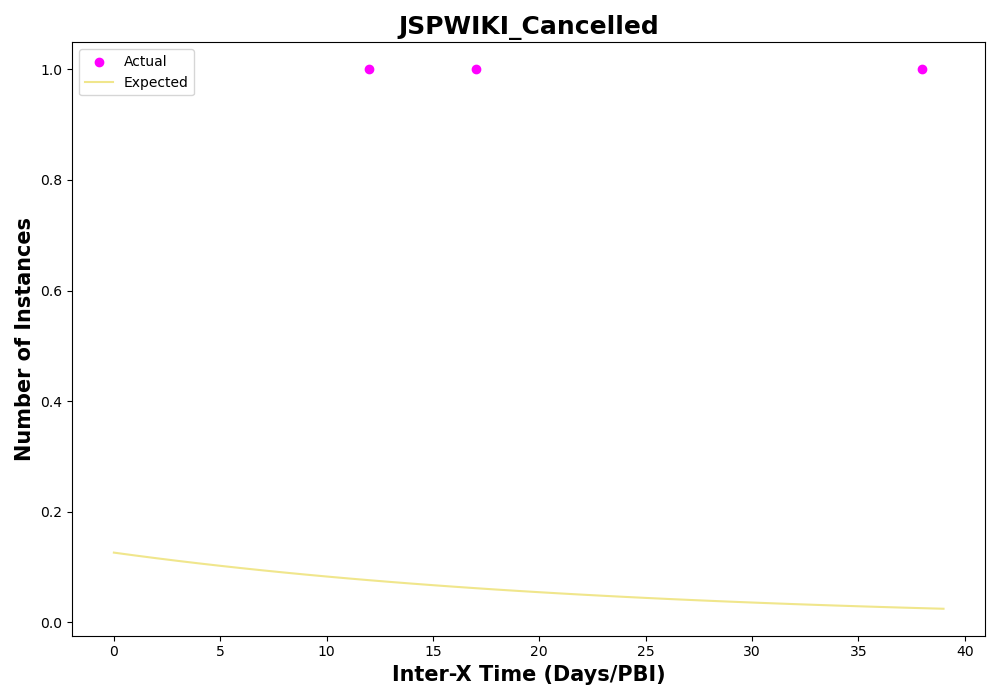 JSPWIKI_Cancelled
Actual
Expected
Number of Instances
1.0
0.8
0.6
0.4
0.2
0.0
0 5 10 15 20 25 30 35 40
Inter-X Time (Days/PBI)